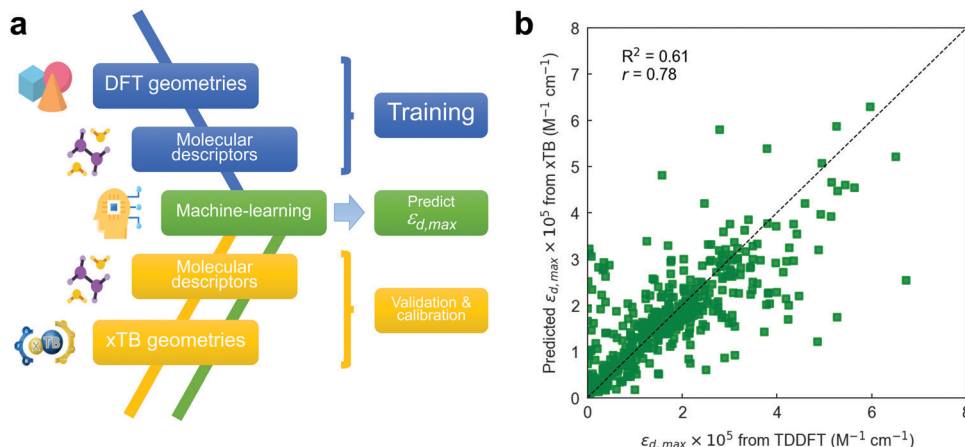 a
DFT geometries
Molecular
descriptors
Training
Machine-learning
Predict
εd,max
Molecular
descriptors
xTB geometries
Validation &
calibration
xTB
b
R² = 0.61
r = 0.78
Predicted εd,max × 10⁵ from xTB (M⁻¹ cm⁻¹)
8
7
6
5
4
3
2
1
0
0
2
4
6
8
εd,max × 10⁵ from TDDFT (M⁻¹ cm⁻¹)